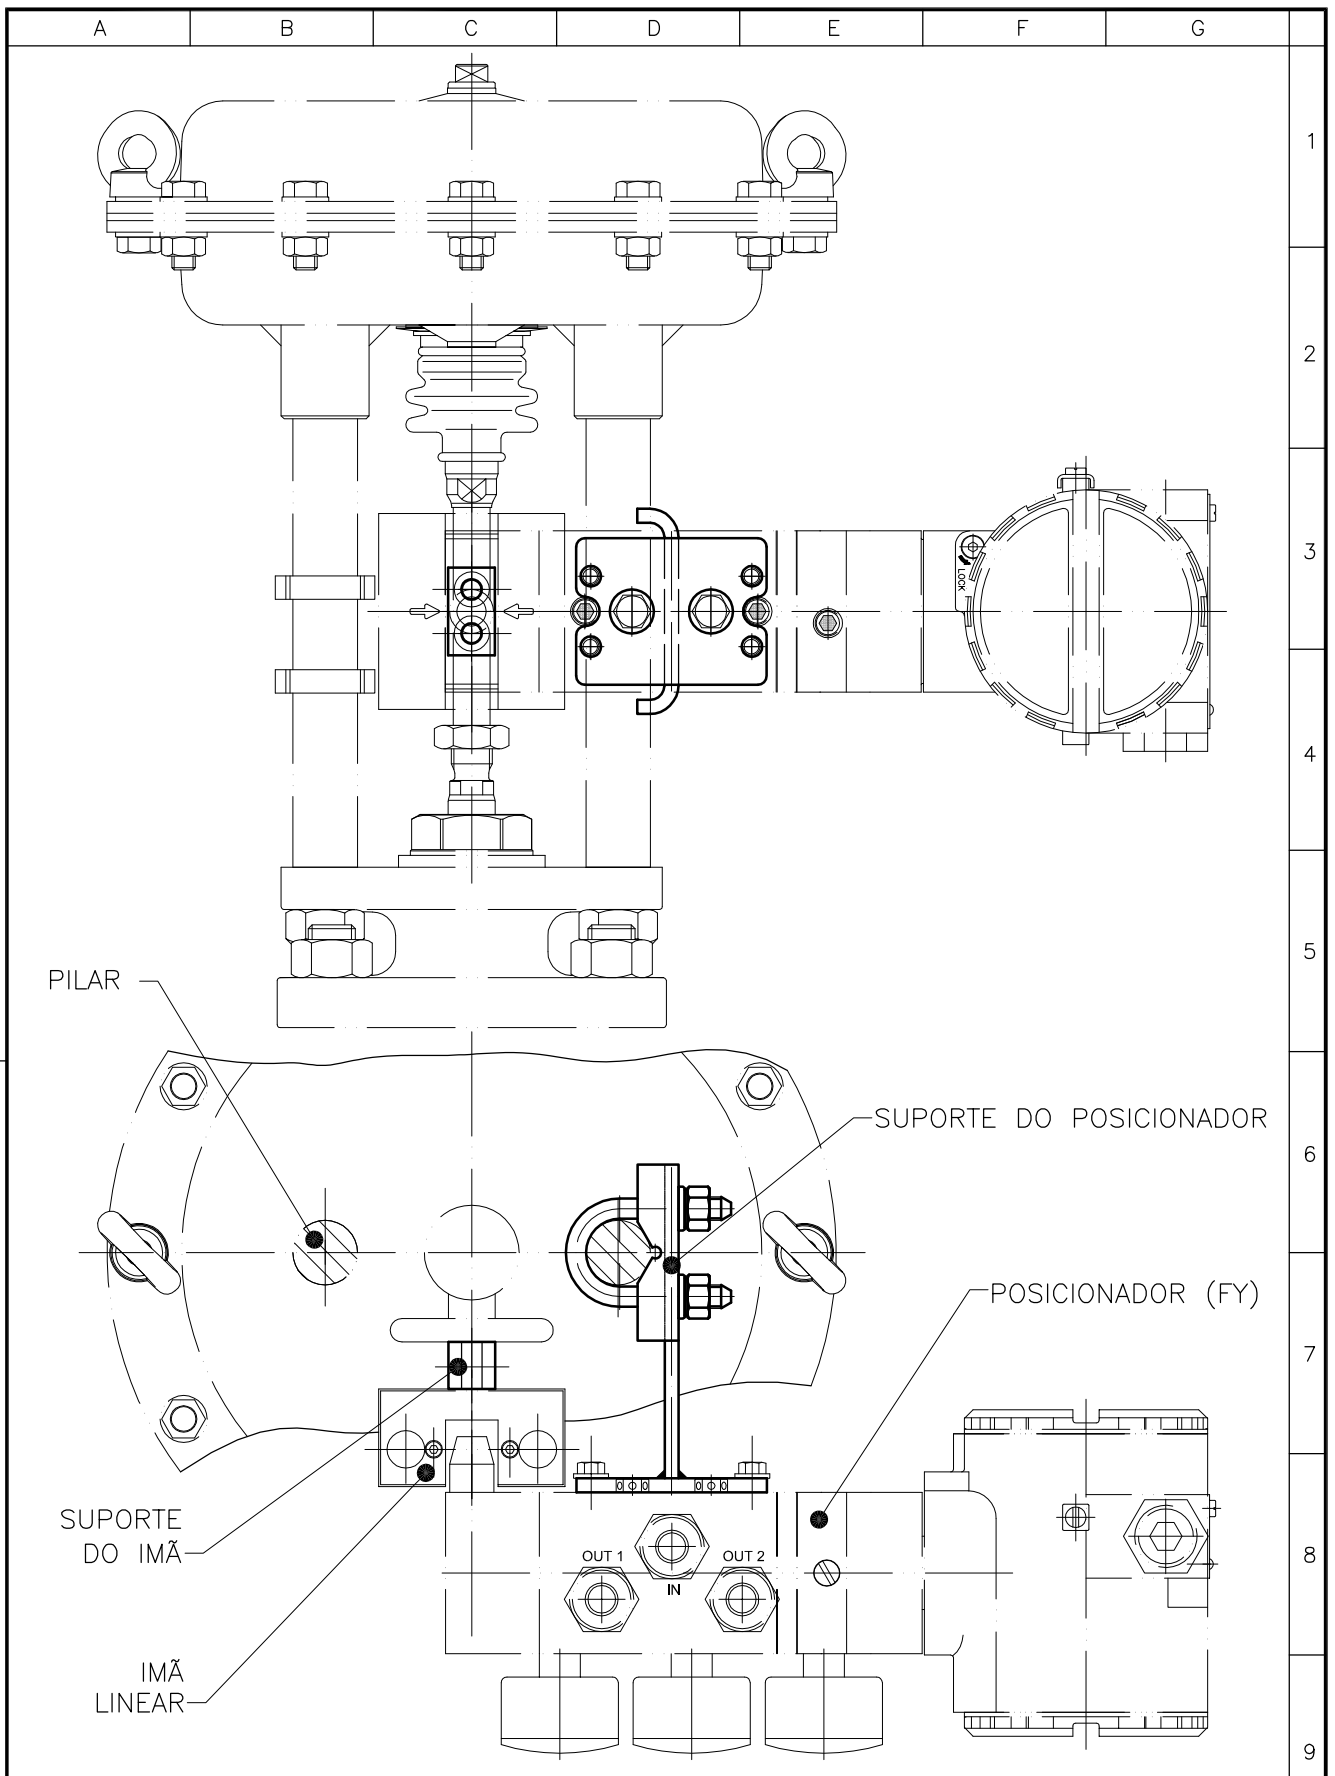 A B C D E F G
1
2
3
LOCK
4
5
PILAR
SUPORTE DO POSICIONADOR
6
POSICIONADOR (FY)
7
SUPORTE
DO IMÃ
OUT 1
OUT 2
IN
8
IMÃ
LINEAR
9